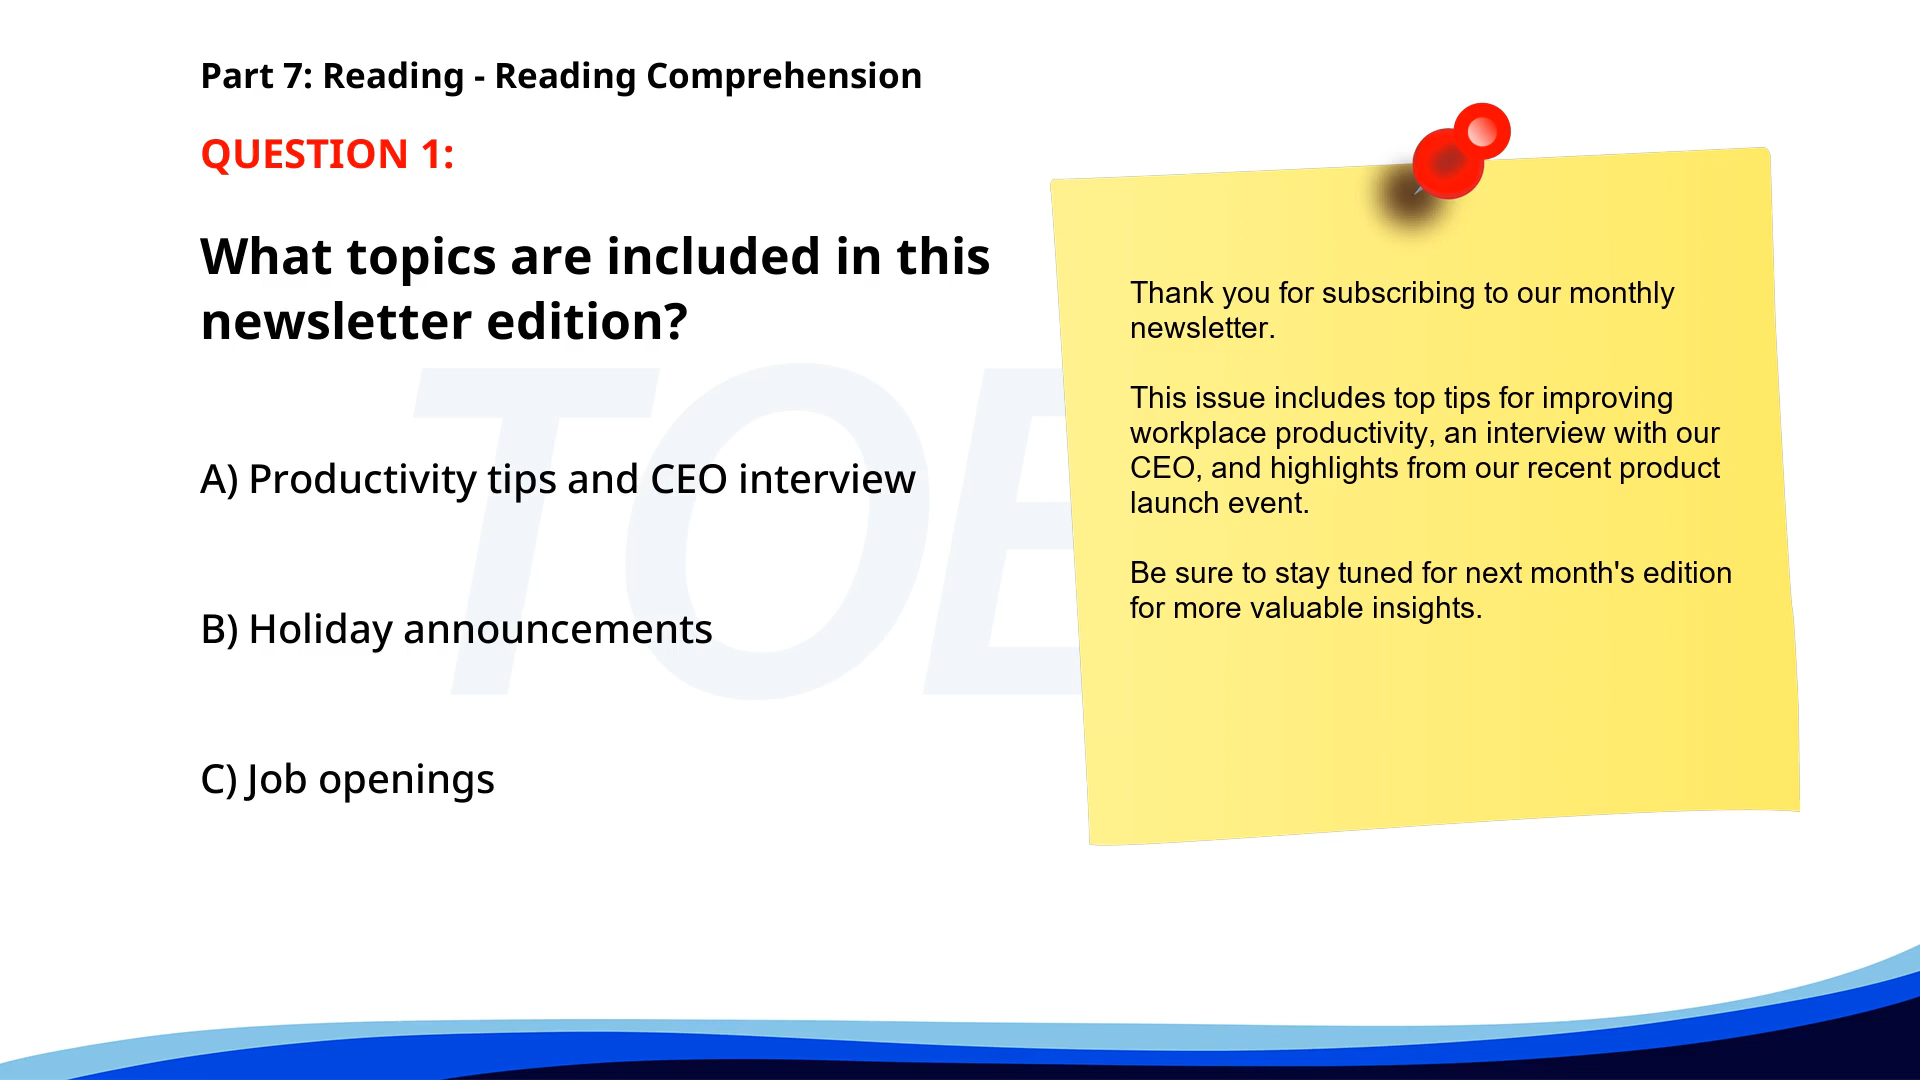 Part 7: Reading - Reading Comprehension
QUESTION 1:
What topics are included in this
newsletter edition?
A) Productivity tips and CEO interview
B) Holiday announcements
C) Job openings
Thank you for subscribing to our monthly
newsletter.
This issue includes top tips for improving
workplace productivity, an interview with our
CEO, and highlights from our recent product
launch event.
Be sure to stay tuned for next month's edition
for more valuable insights.